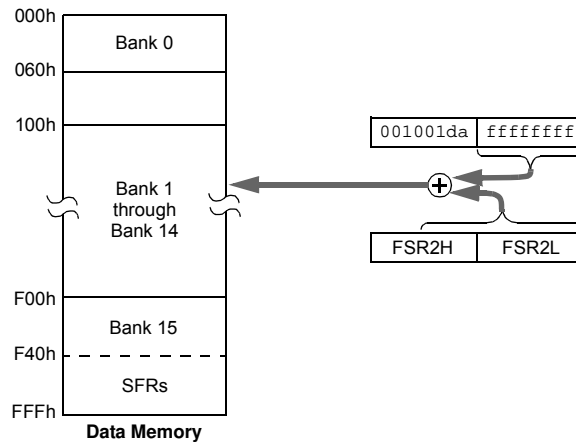 000h
Bank 0
060h
100h
001001da ffffffff
Bank 1
through
Bank 14
FSR2H FSR2L
F00h
Bank 15
F40h
SFRs
FFFh
Data Memory